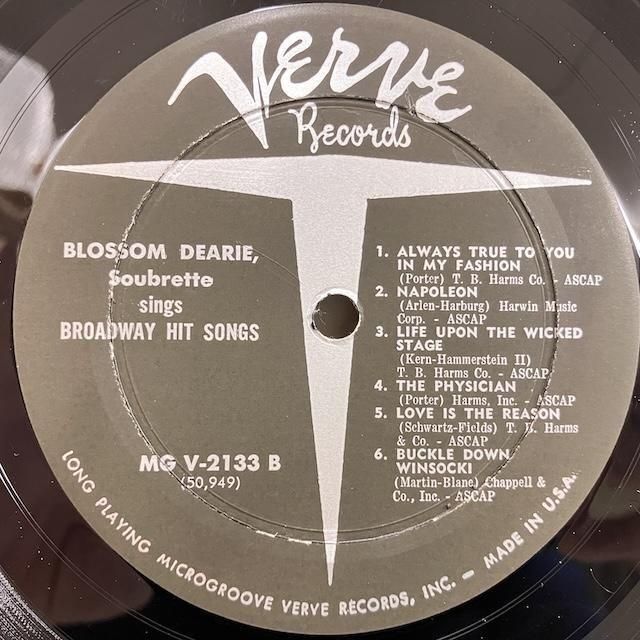 Verve
Records
BLOSSOM DEARIE,
Soubrette
sings
BROADWAY HIT SONGS
1. ALWAYS TRUE TO YOU
IN MY FASHION
(Porter) T. B. Harms Co. - ASCAP
2. NAPOLEON
(Arlen-Harburg) Harwin Music
Corp. - ASCAP
3. LIFE UPON THE WICKED
STAGE
(Kern-Hammerstein II)
T. B. Harms Co. - ASCAP
4. THE PHYSICIAN
(Porter) Harms, Inc. - ASCAP
5. LOVE IS THE REASON
(Schwartz-Fields) T. B. Harms
& Co. - ASCAP
6. BUCKLE DOWN,
WINSOCKI
(Martin-Blane) Chappell &
Co., Inc. - ASCAP
MG V-2133 B
(50,949)
LONG PLAYING MICROGROOVE VERVE RECORDS, INC. — MADE IN U.S.A.